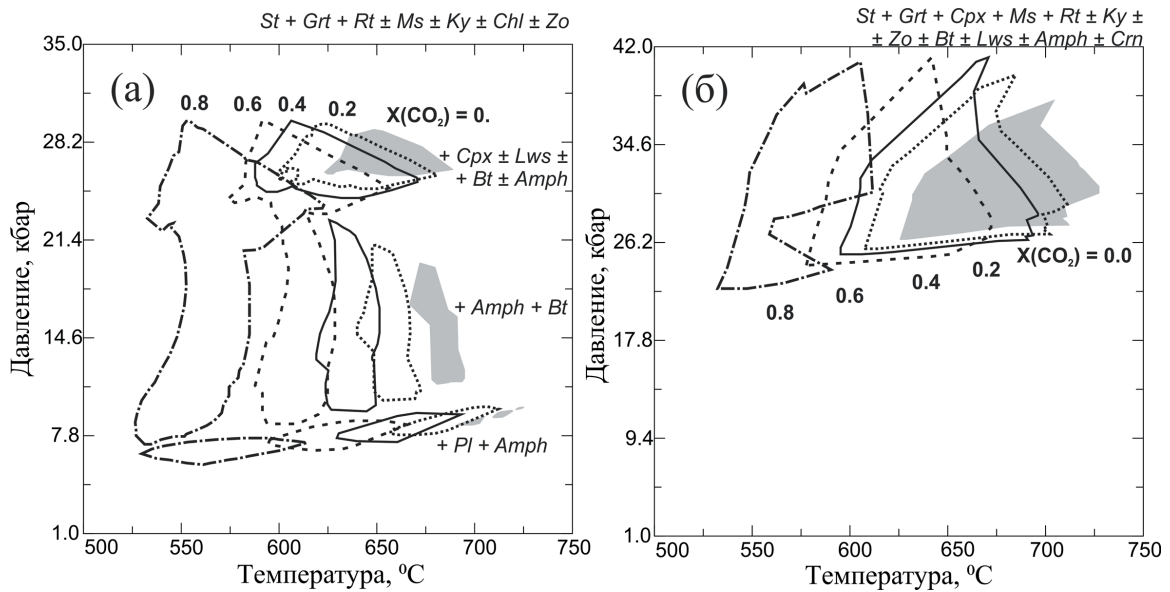 St + Grt + Rt ± Ms ± Ky ± Chl ± Zo
35.0
(а)
0.8 0.6 0.4 0.2 X(CO₂) = 0.
28.2
+ Cpx ± Lws ±
+ Bt ± Amph
21.4
+ Amph + Bt
14.6
7.8
+ Pl + Amph
1.0
500 550 600 650 700 750
Давление, кбар
Температура, ⁰C
St + Grt + Cpx + Ms + Rt ± Ky ±
± Zo ± Bt ± Lws ± Amph ± Crn
42.0
(б)
34.6
26.2
X(CO₂) = 0.0
0.2
0.4
0.6
0.8
17.8
9.4
1.0
550 600 650 700 750
Давление, кбар
Температура, ⁰C